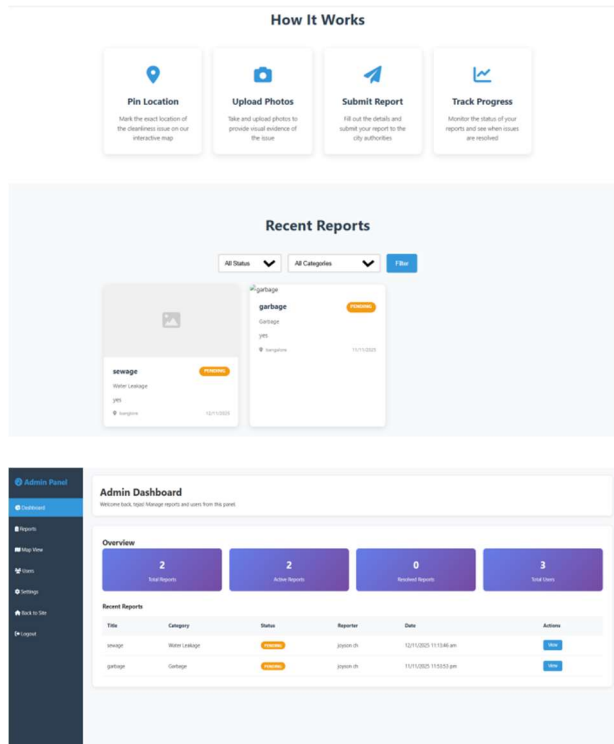 How It Works
Pin Location
Mark the exact location of
the cleanliness issue on our
interactive map
Upload Photos
Take and upload photos to
provide visual evidence of
the issue
Submit Report
Fill out the details and
submit your report to the
city authorities
Track Progress
Monitor the status of your
reports and see when issues
are resolved
Recent Reports
All Status
All Categories
Filter
sewage PENDING
Water Leakage
yes
12/11/2025
garbage
garbage PENDING
Garbage
yes
bangalore 11/11/2025
Admin Panel
Dashboard
Reports
Map View
Users
Settings
Back to Site
Logout
Admin Dashboard
Manage reports and users from this panel.
Overview
2
Total Reports
2
Active Reports
0
Resolved Reports
3
Total Users
Recent Reports
Title Category Status Reporter Date Actions
sewage Water Leakage PENDING joyson ch 12/11/2025 11:13:46 am View
garbage Garbage PENDING joyson ch 11/11/2025 11:53:53 pm View